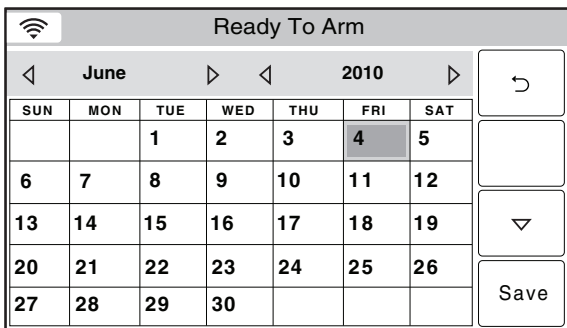 Ready To Arm
June 2010
SUN MON TUE WED THU FRI SAT
1 2 3 4 5
6 7 8 9 10 11 12
13 14 15 16 17 18 19
20 21 22 23 24 25 26
27 28 29 30
Save